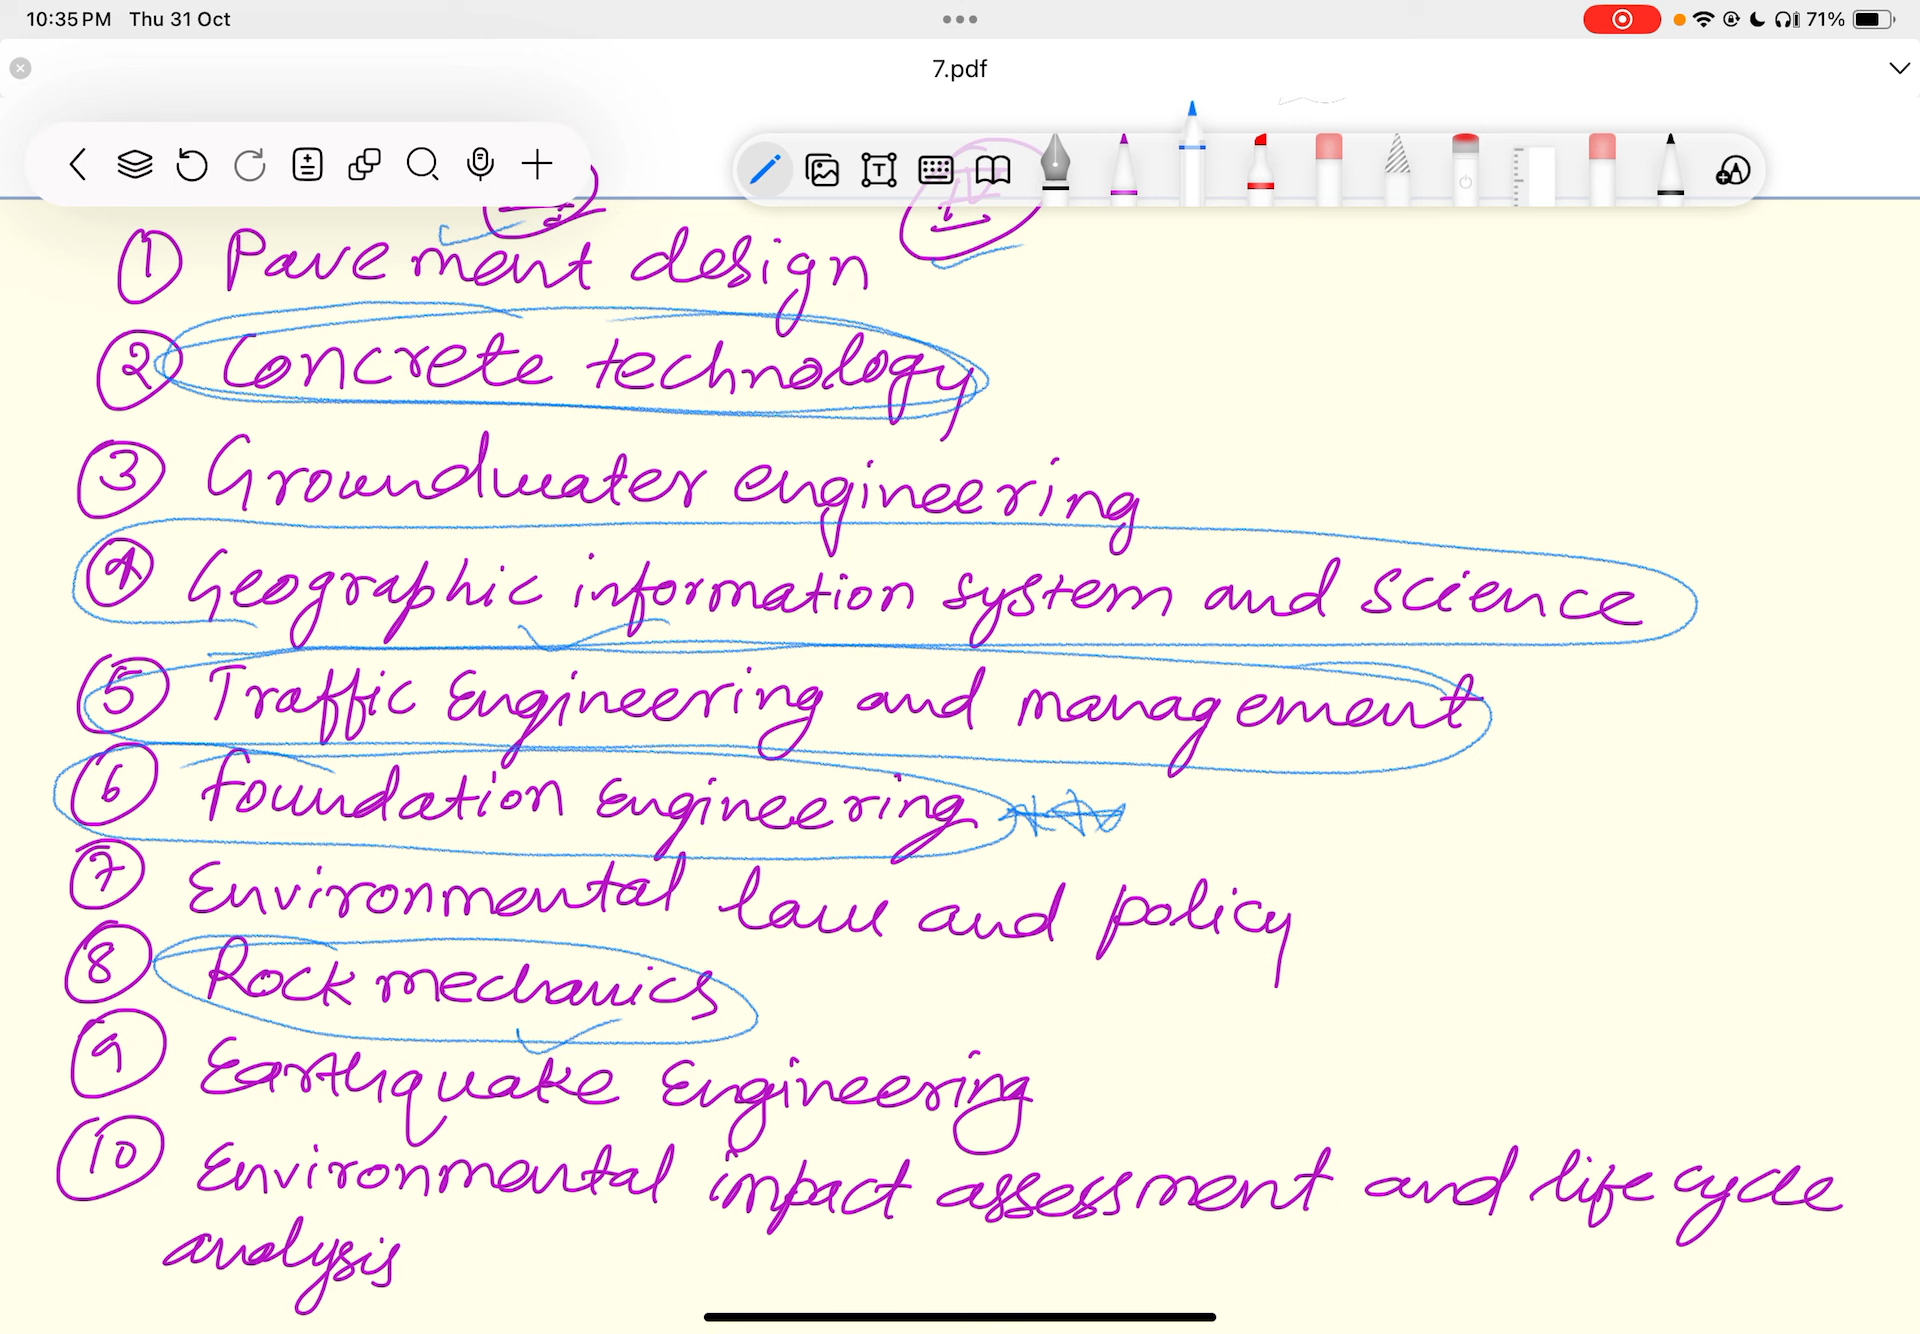 10:35 PM Thu 31 Oct
71%
7.pdf
① Pavement design
② Concrete technology
③ Groundwater engineering
④ Geographic information system and science
⑤ Traffic Engineering and management
⑥ foundation Engineering
⑦ Environmental law and policy
⑧ Rock mechanics
⑨ Earthquake Engineering
⑩ Environmental impact assessment and life cycle
analysis